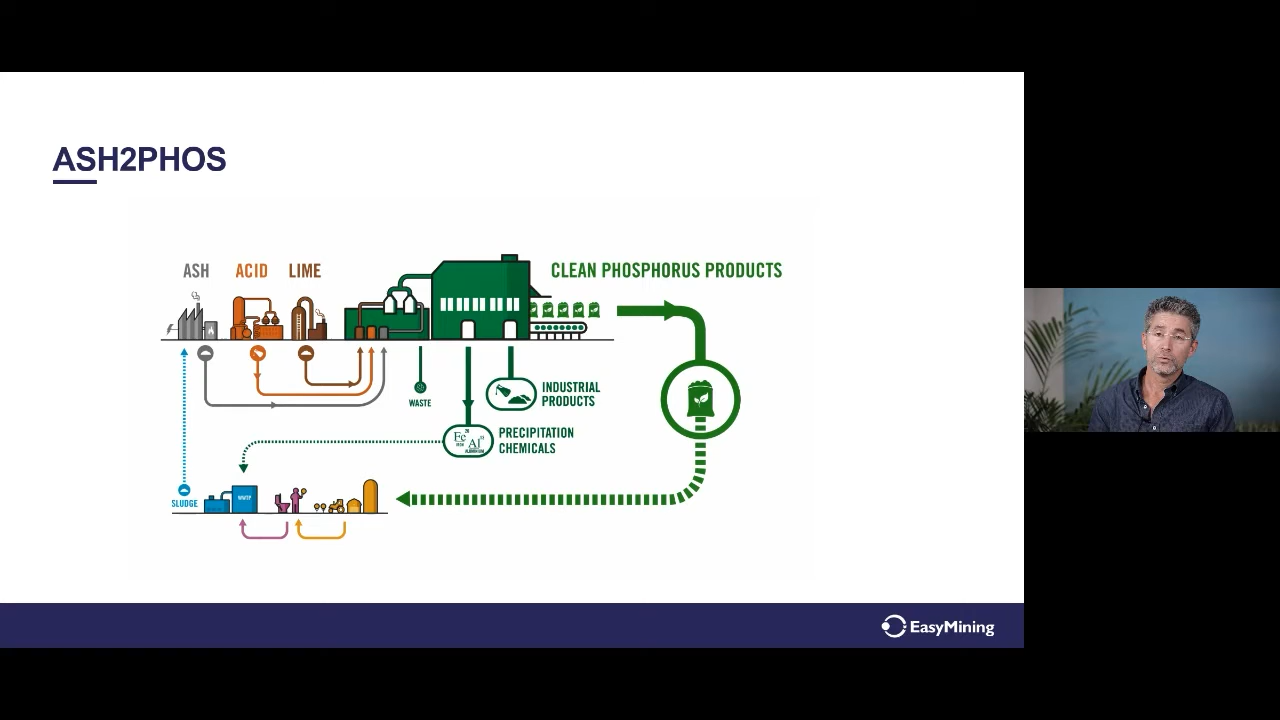 ASH2PHOS
ASH
ACID
LIME
CLEAN PHOSPHORUS PRODUCTS
WASTE
INDUSTRIAL
PRODUCTS
Fe
Al
PRECIPITATION
CHEMICALS
SLUDGE
WWTP
EasyMining